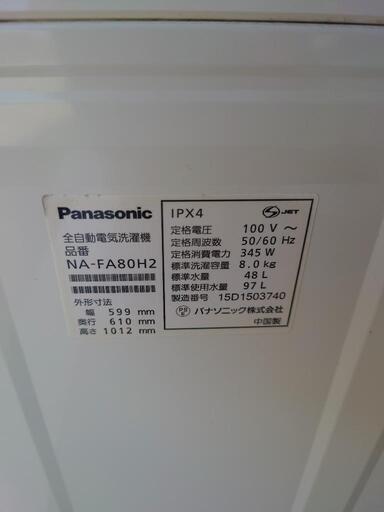 Panasonic
全自動電気洗濯機
品番
NA-FA80H2
外形寸法
幅 599 mm
奥行 610 mm
高さ 1012 mm
IPX4
S JET
定格電圧 100 V ~
定格周波数 50/60 Hz
定格消費電力 345 W
標準洗濯容量 8.0 kg
標準水量 48 L
標準使用水量 97 L
製造番号 15D1503740
PS E パナソニック株式会社
中国製